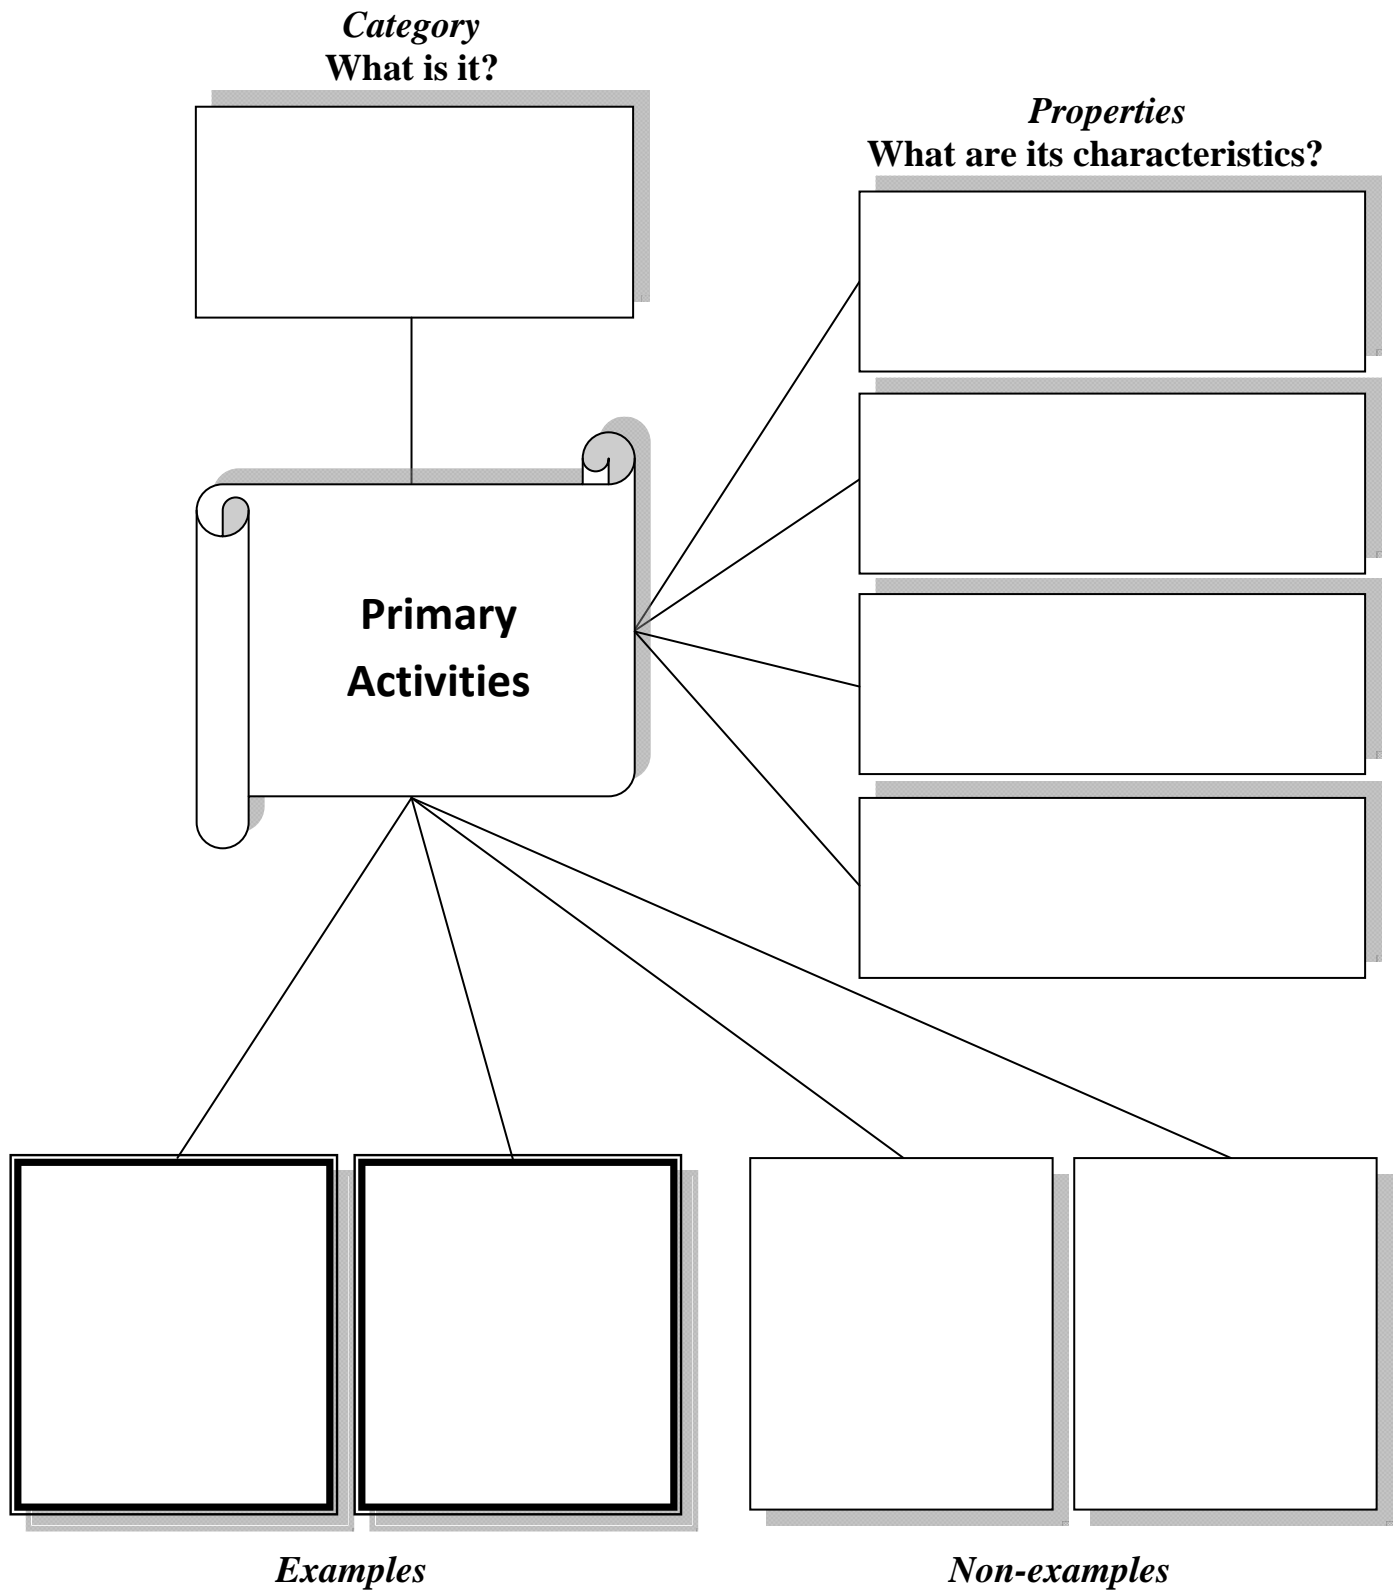 Category
What is it?
Properties
What are its characteristics?
Primary
Activities
Examples
Non-examples